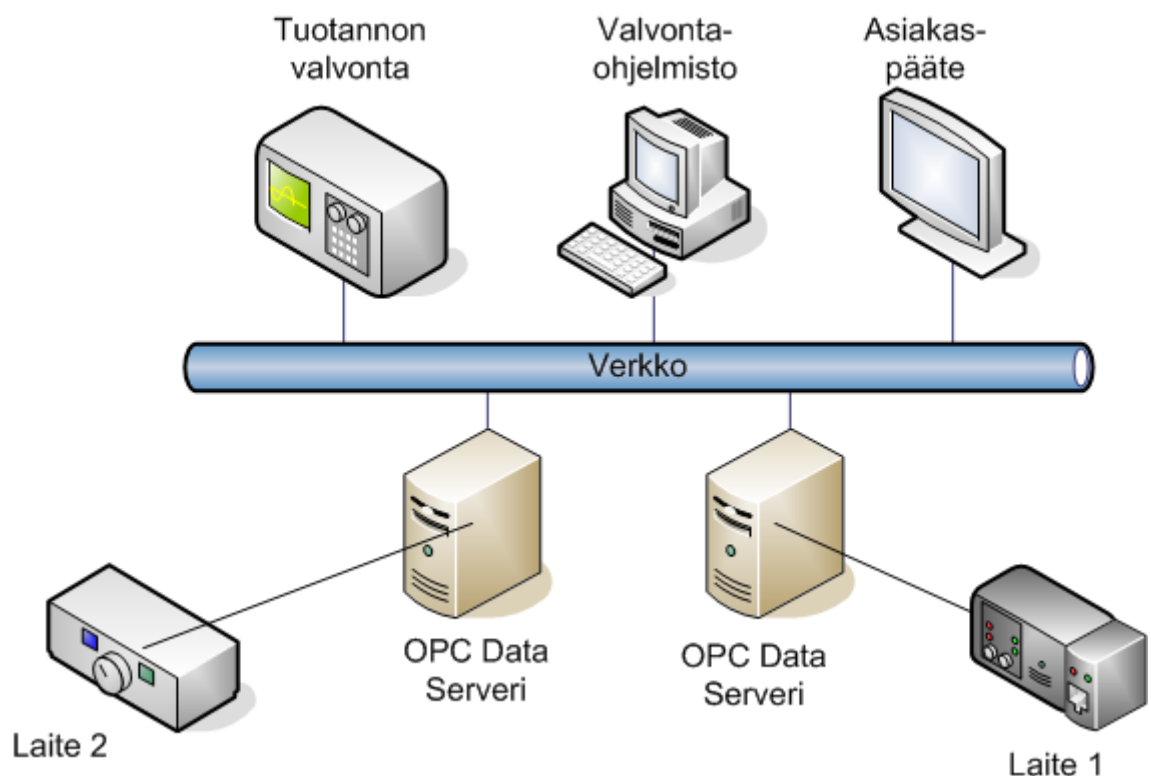 Tuotannon
valvonta
Valvonta-
ohjelmisto
Asiakas-
pääte
Verkko
OPC Data
Serveri
OPC Data
Serveri
Laite 2
Laite 1